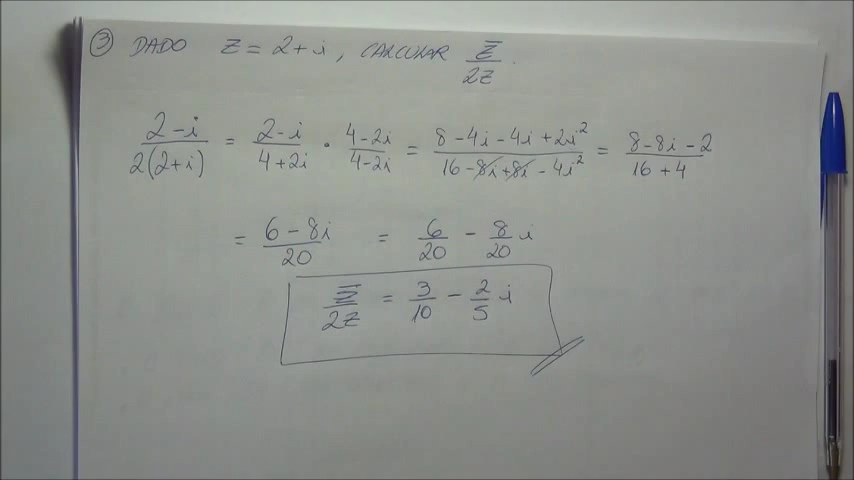 ③ DADO z = 2 + i, CALCULAR z̅/2z.
(2-i)/(2(2+i)) = (2-i)/(4+2i) · (4-2i)/(4-2i) = (8-4i-4i+2i²)/(16-8i+8i-4i²) = (8-8i-2)/(16+4)
= (6-8i)/20 = 6/20 - 8/20 i
z̅/2z = 3/10 - 2/5 i